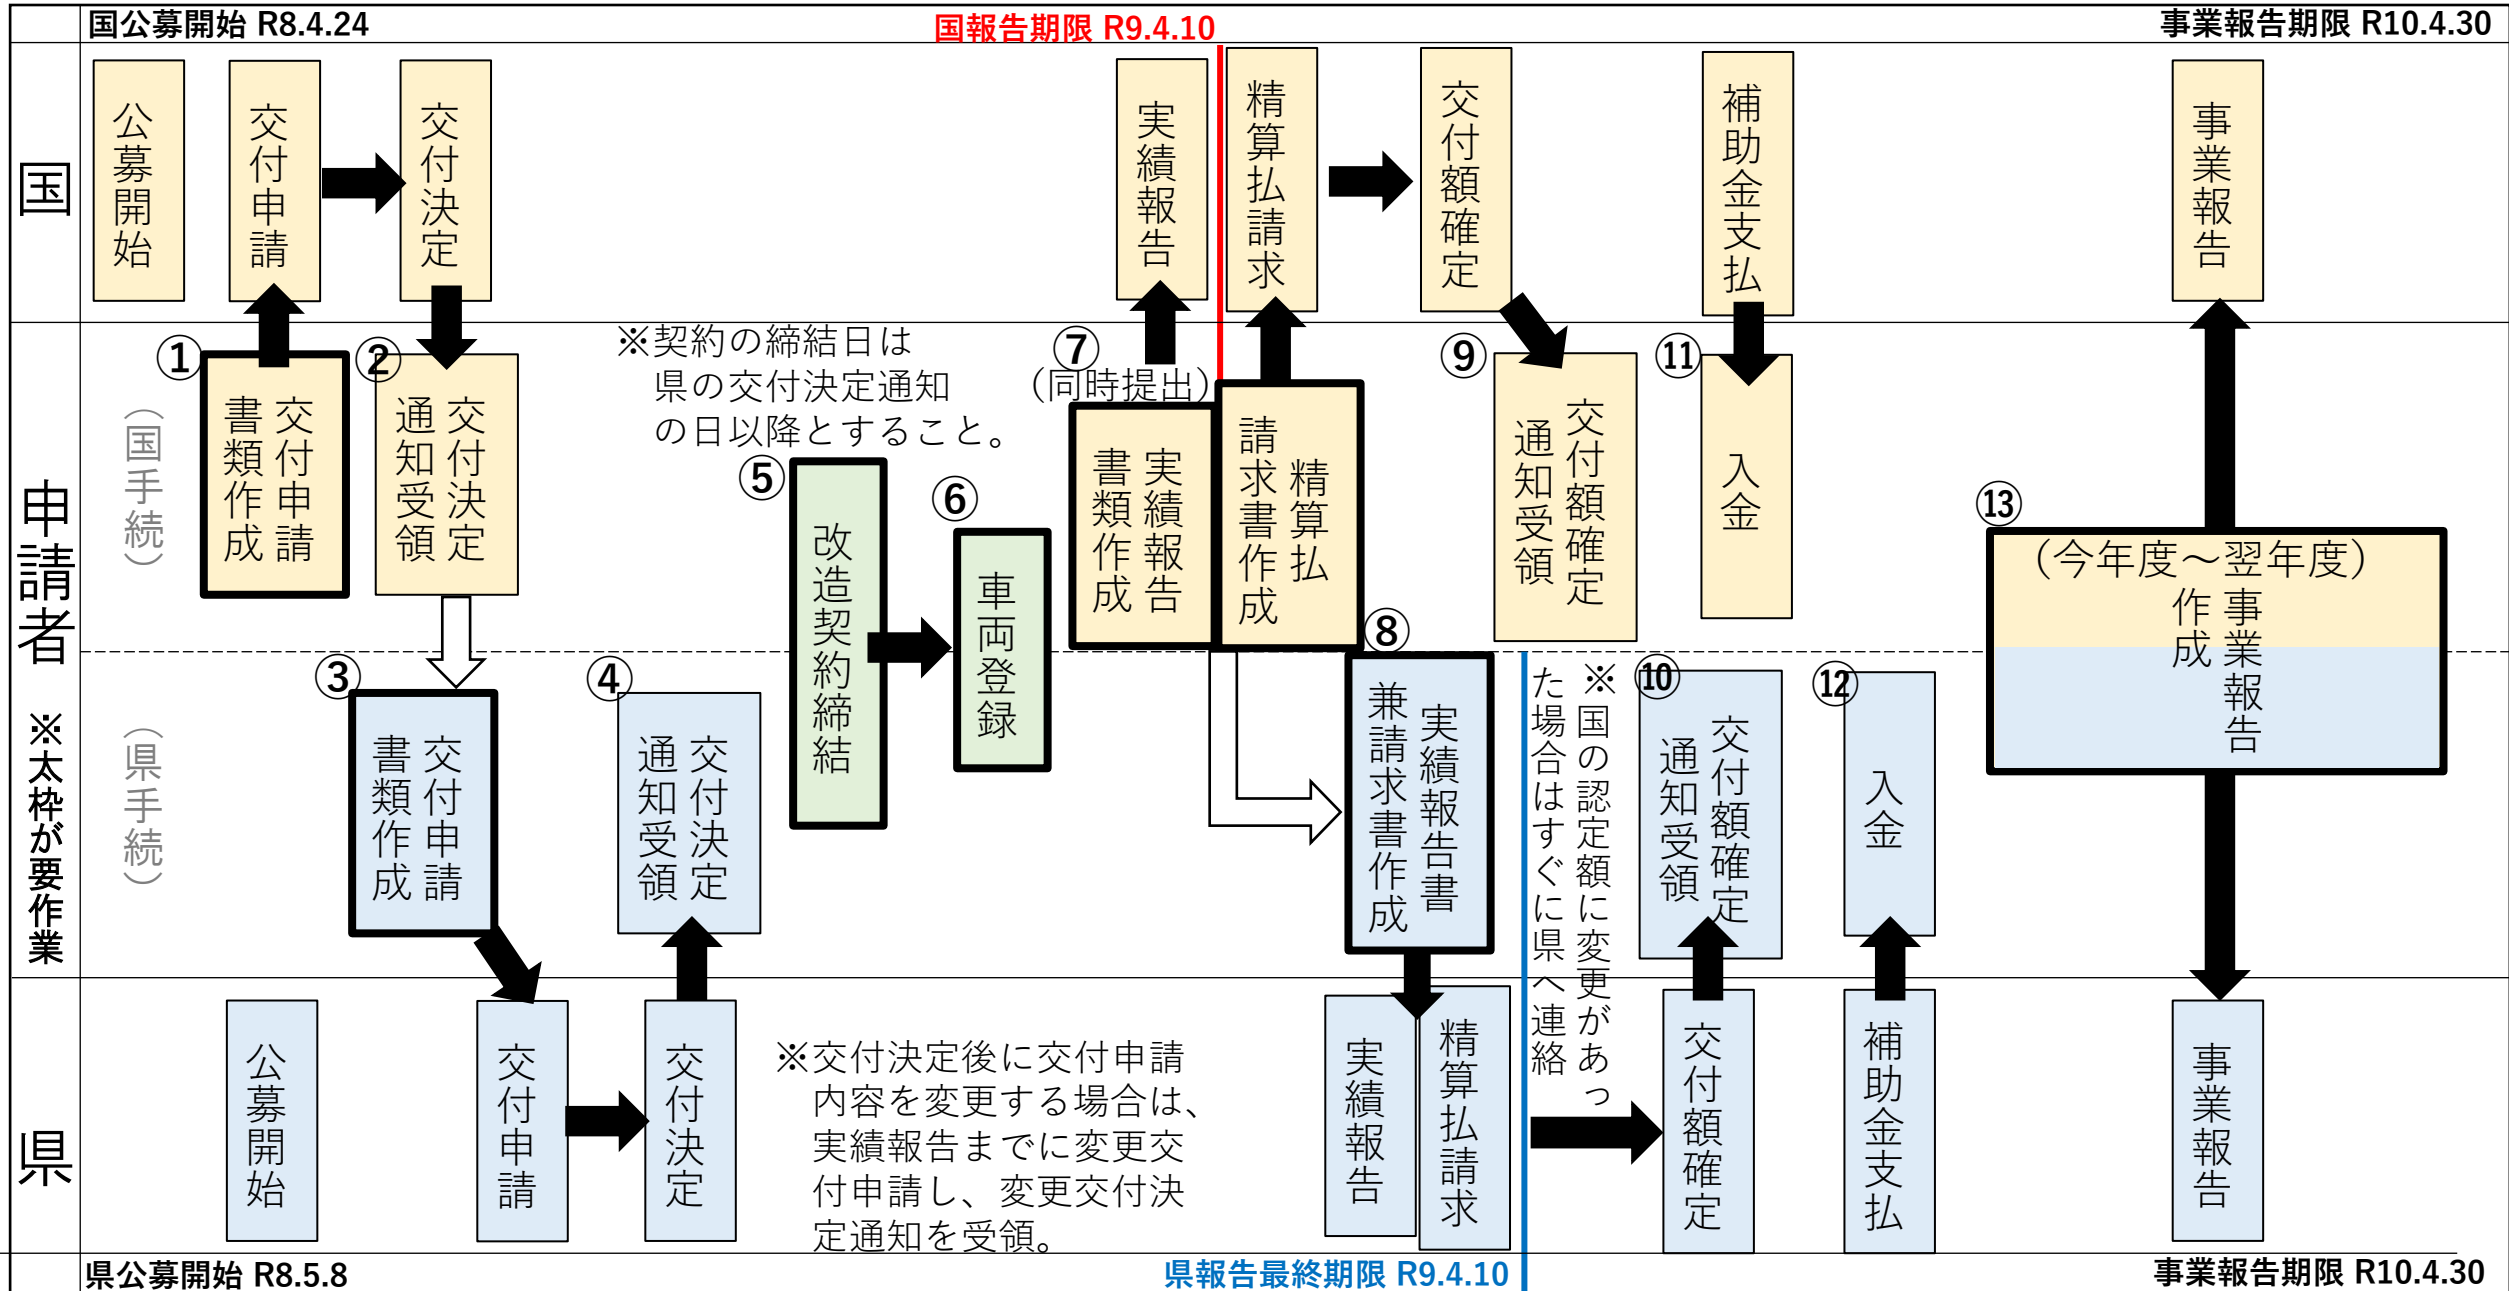 国公募開始 R8.4.24
国報告期限 R9.4.10
事業報告期限 R10.4.30
国
公募開始
交付申請
交付決定
実績報告
精算払請求
交付額確定
補助金支払
事業報告
申請者
※太枠が要作業
（国手続）
①
交付申請
書類作成
②
交付決定
通知受領
※契約の締結日は
県の交付決定通知
の日以降とすること。
⑤
改造契約締結
⑥
車両登録
⑦
（同時提出）
実績報告
書類作成
精算払
請求書作成
⑨
交付額確定
通知受領
⑪
入金
⑬
（今年度～翌年度）
事業報告
作成
（県手続）
③
交付申請
書類作成
④
交付決定
通知受領
⑧
実績報告書
兼請求書作成
※国の認定額に変更があっ
た場合はすぐに県へ連絡
⑩
交付額確定
通知受領
⑫
入金
県
公募開始
交付申請
交付決定
※交付決定後に交付申請
内容を変更する場合は、
実績報告までに変更交
付申請し、変更交付決
定通知を受領。
実績報告
精算払請求
交付額確定
補助金支払
事業報告
県公募開始 R8.5.8
県報告最終期限 R9.4.10
事業報告期限 R10.4.30